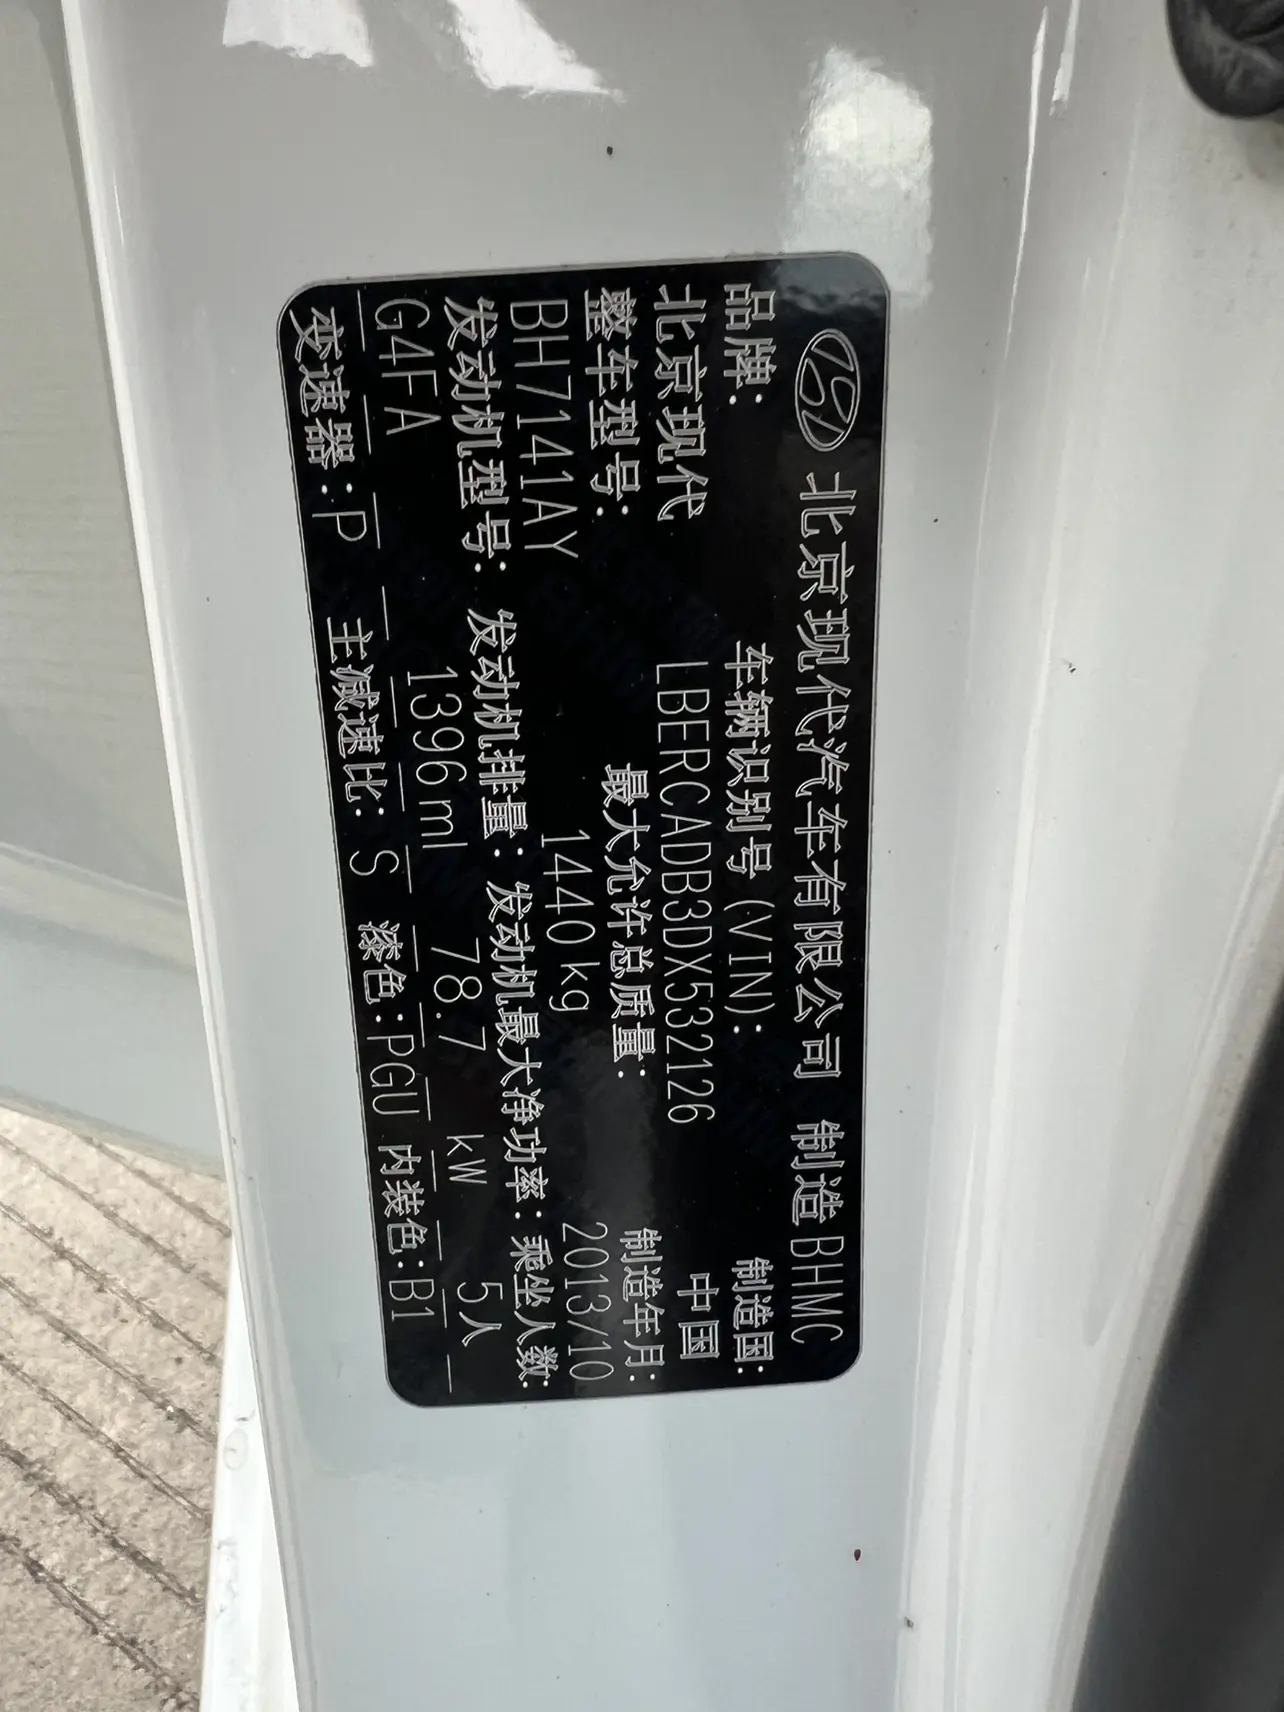 北京现代汽车有限公司 制造 BHMC
品牌: 车辆识别号(VIN): 制造国:
北京现代 LBERCADB3DX532126 中国
整车型号: 最大允许总质量: 制造年月:
BH7141AY 1440kg 2013/10
发动机型号: 发动机排量: 发动机最大净功率: 乘坐人数:
G4FA 1396ml 78.7 kW 5人
变速器:P 主减速比:S 漆色:PGU 内装色:B1